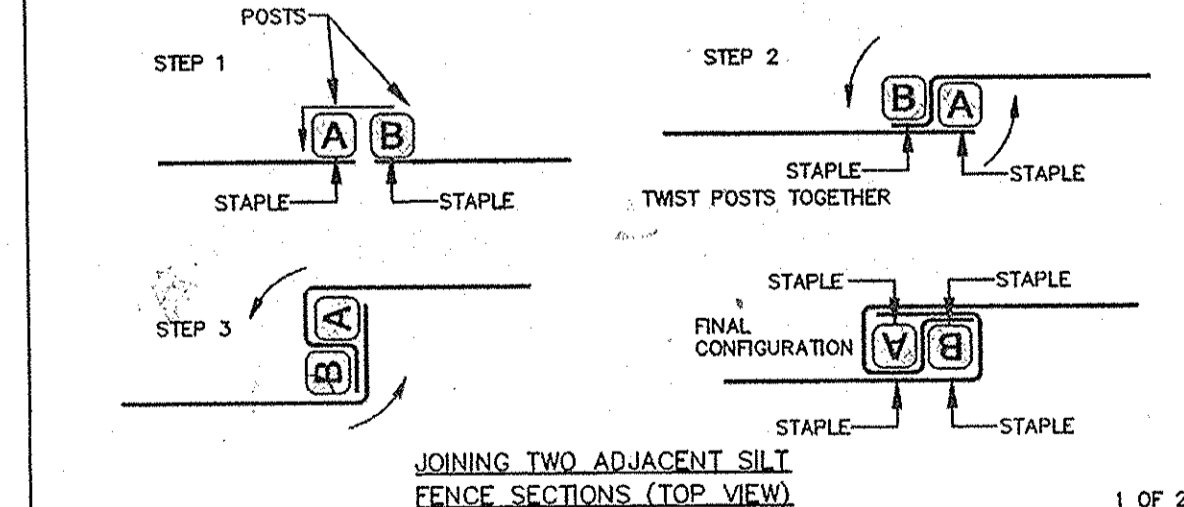 POSTS
STEP 1
A B
STAPLE STAPLE
STEP 2
B A
STAPLE STAPLE
TWIST POSTS TOGETHER
STEP 3
A
B
STAPLE STAPLE
FINAL
CONFIGURATION
A B
STAPLE STAPLE
JOINING TWO ADJACENT SILT
FENCE SECTIONS (TOP VIEW)
1 OF 2